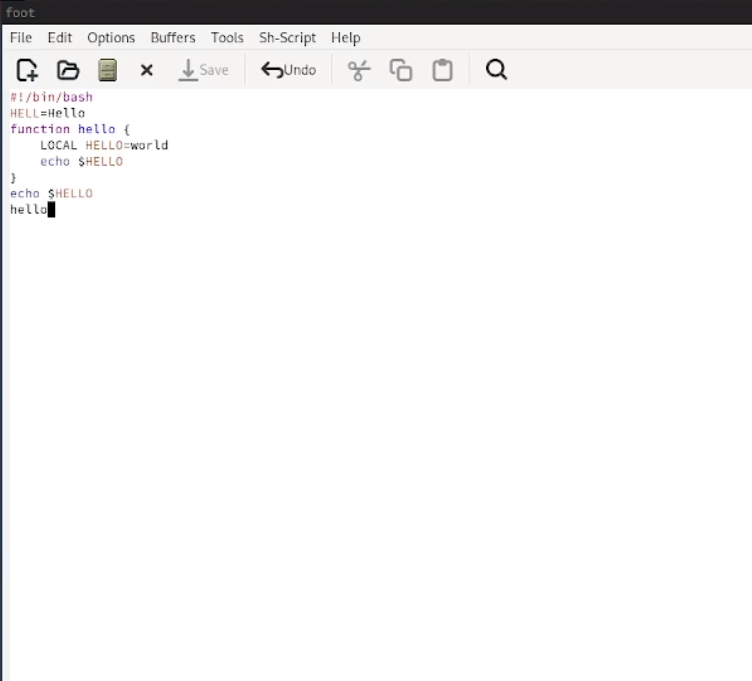 foot
File Edit Options Buffers Tools Sh-Script Help
Save Undo
#!/bin/bash
HELL=Hello
function hello {
    LOCAL HELLO=world
    echo $HELLO
}
echo $HELLO
hello